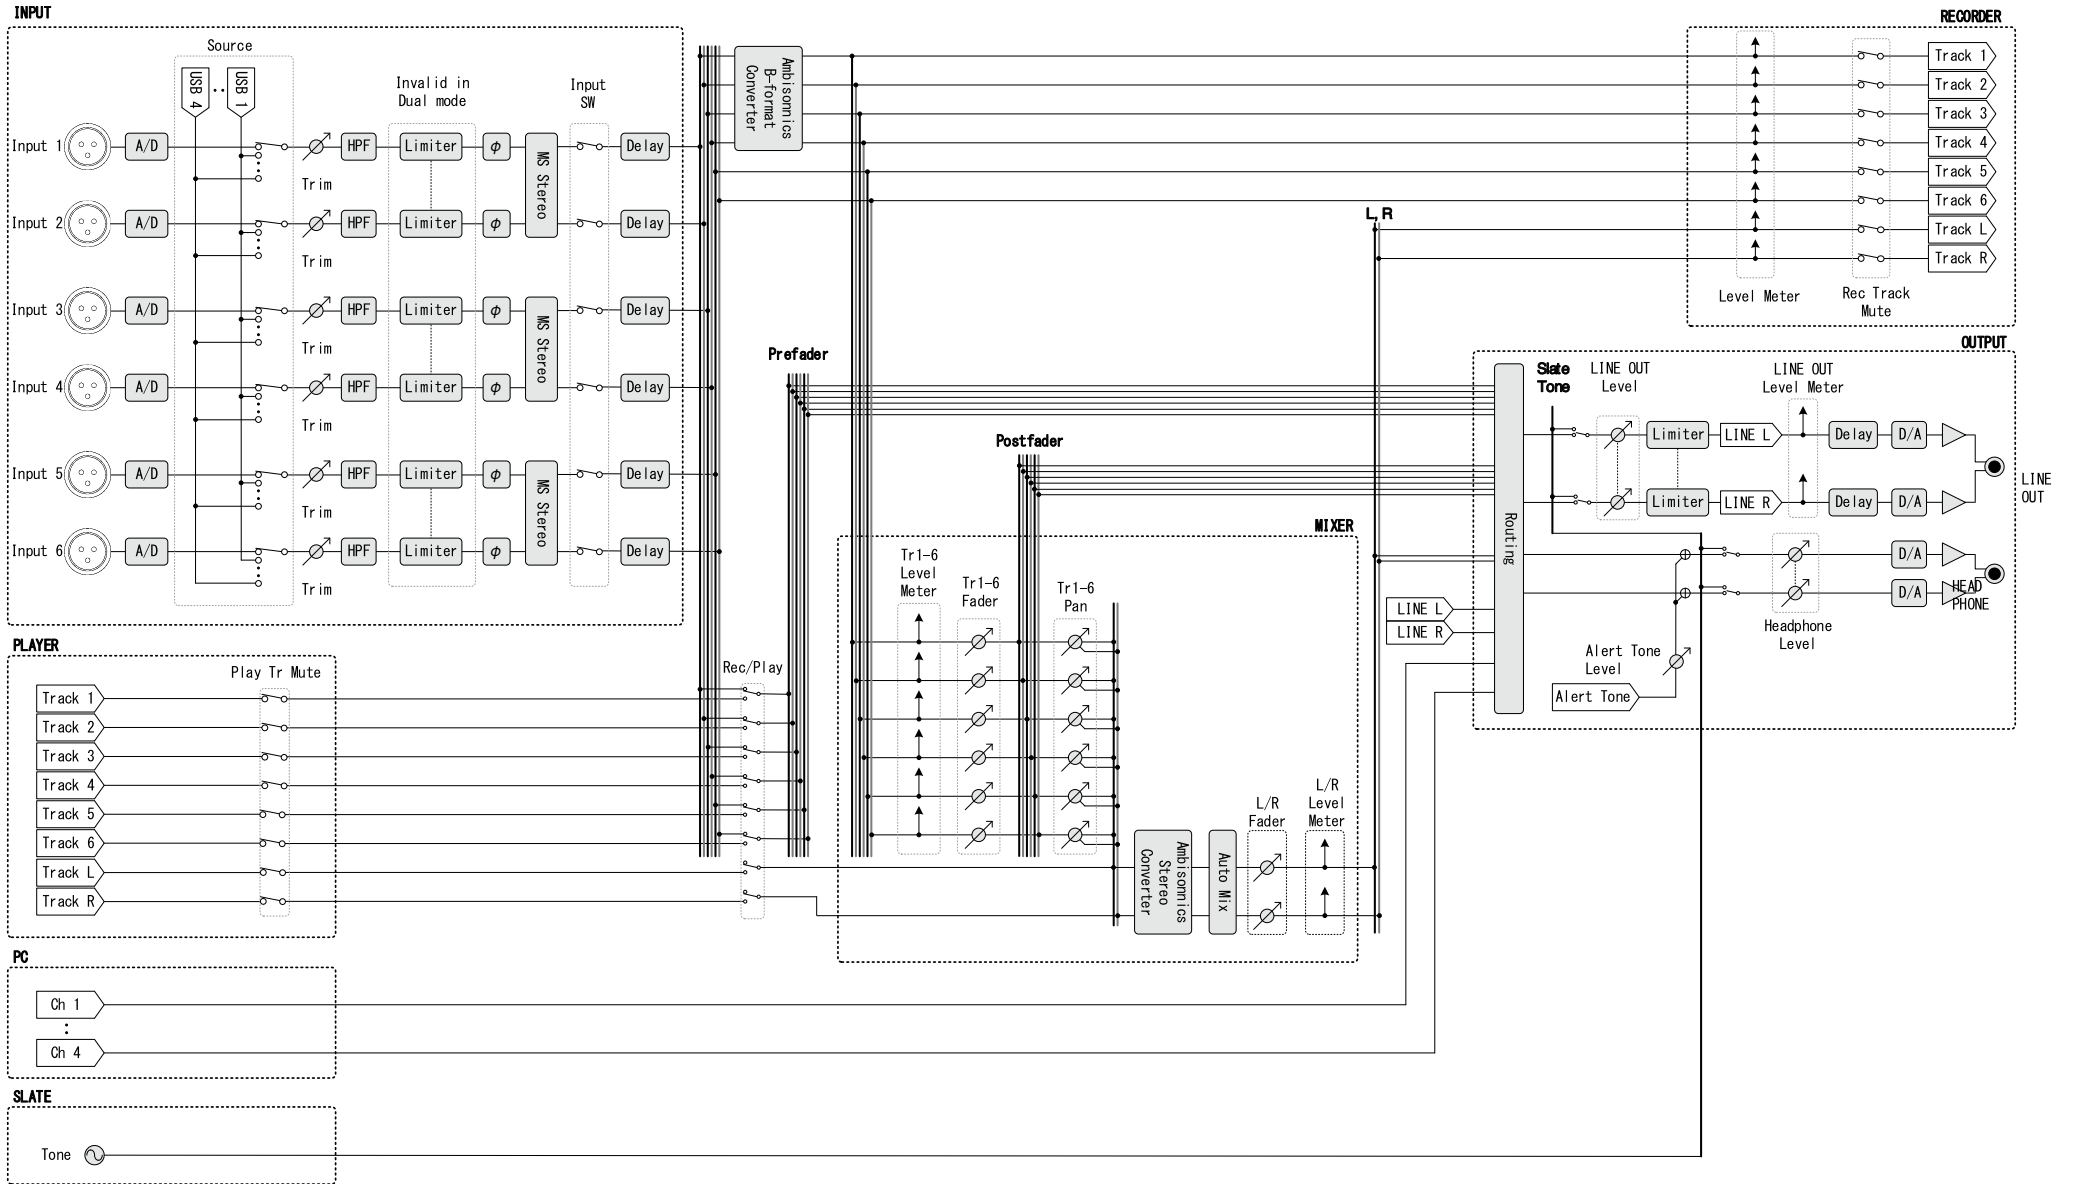 INPUT
Source
USB 4
USB 1
Invalid in
Dual mode
Input
SW
Input 1
A/D
Trim
HPF
Limiter
φ
MS Stereo
Delay
Input 2
A/D
Trim
HPF
Limiter
φ
Delay
Input 3
A/D
Trim
HPF
Limiter
φ
MS Stereo
Delay
Input 4
A/D
Trim
HPF
Limiter
φ
Delay
Input 5
A/D
Trim
HPF
Limiter
φ
MS Stereo
Delay
Input 6
A/D
Trim
HPF
Limiter
φ
Delay
Ambisonnics
B-format
Converter
RECORDER
Track 1
Track 2
Track 3
Track 4
Track 5
Track 6
Track L
Track R
Level Meter
Rec Track
Mute
L, R
Prefader
Postfader
OUTPUT
Routing
Slate
Tone
LINE OUT
Level
LINE OUT
Level Meter
Limiter
LINE L
Delay
D/A
Limiter
LINE R
Delay
D/A
LINE
OUT
D/A
D/A
HEAD
PHONE
Headphone
Level
LINE L
LINE R
Alert Tone
Level
Alert Tone
MIXER
Tr1-6
Level
Meter
Tr1-6
Fader
Tr1-6
Pan
Ambisonnics
Stereo
Converter
Auto Mix
L/R
Fader
L/R
Level
Meter
PLAYER
Play Tr Mute
Rec/Play
Track 1
Track 2
Track 3
Track 4
Track 5
Track 6
Track L
Track R
PC
Ch 1
Ch 4
SLATE
Tone